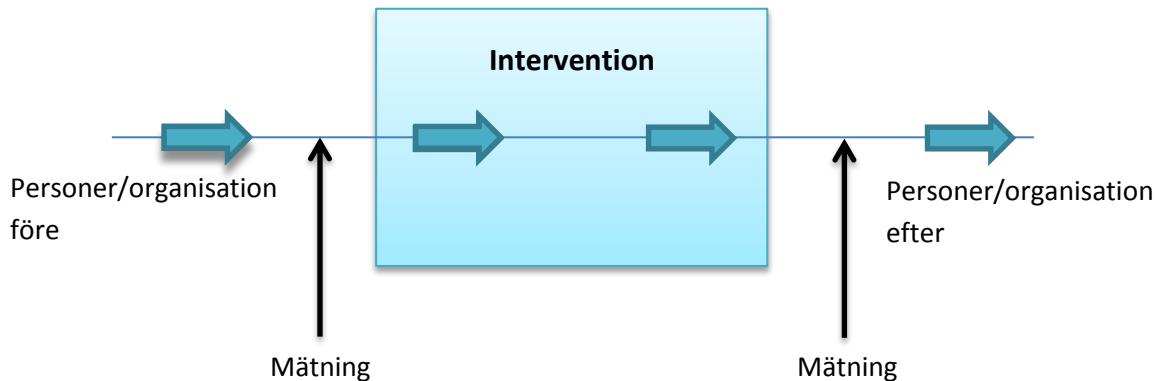 Intervention
Personer/organisation
före
Personer/organisation
efter
Mätning
Mätning